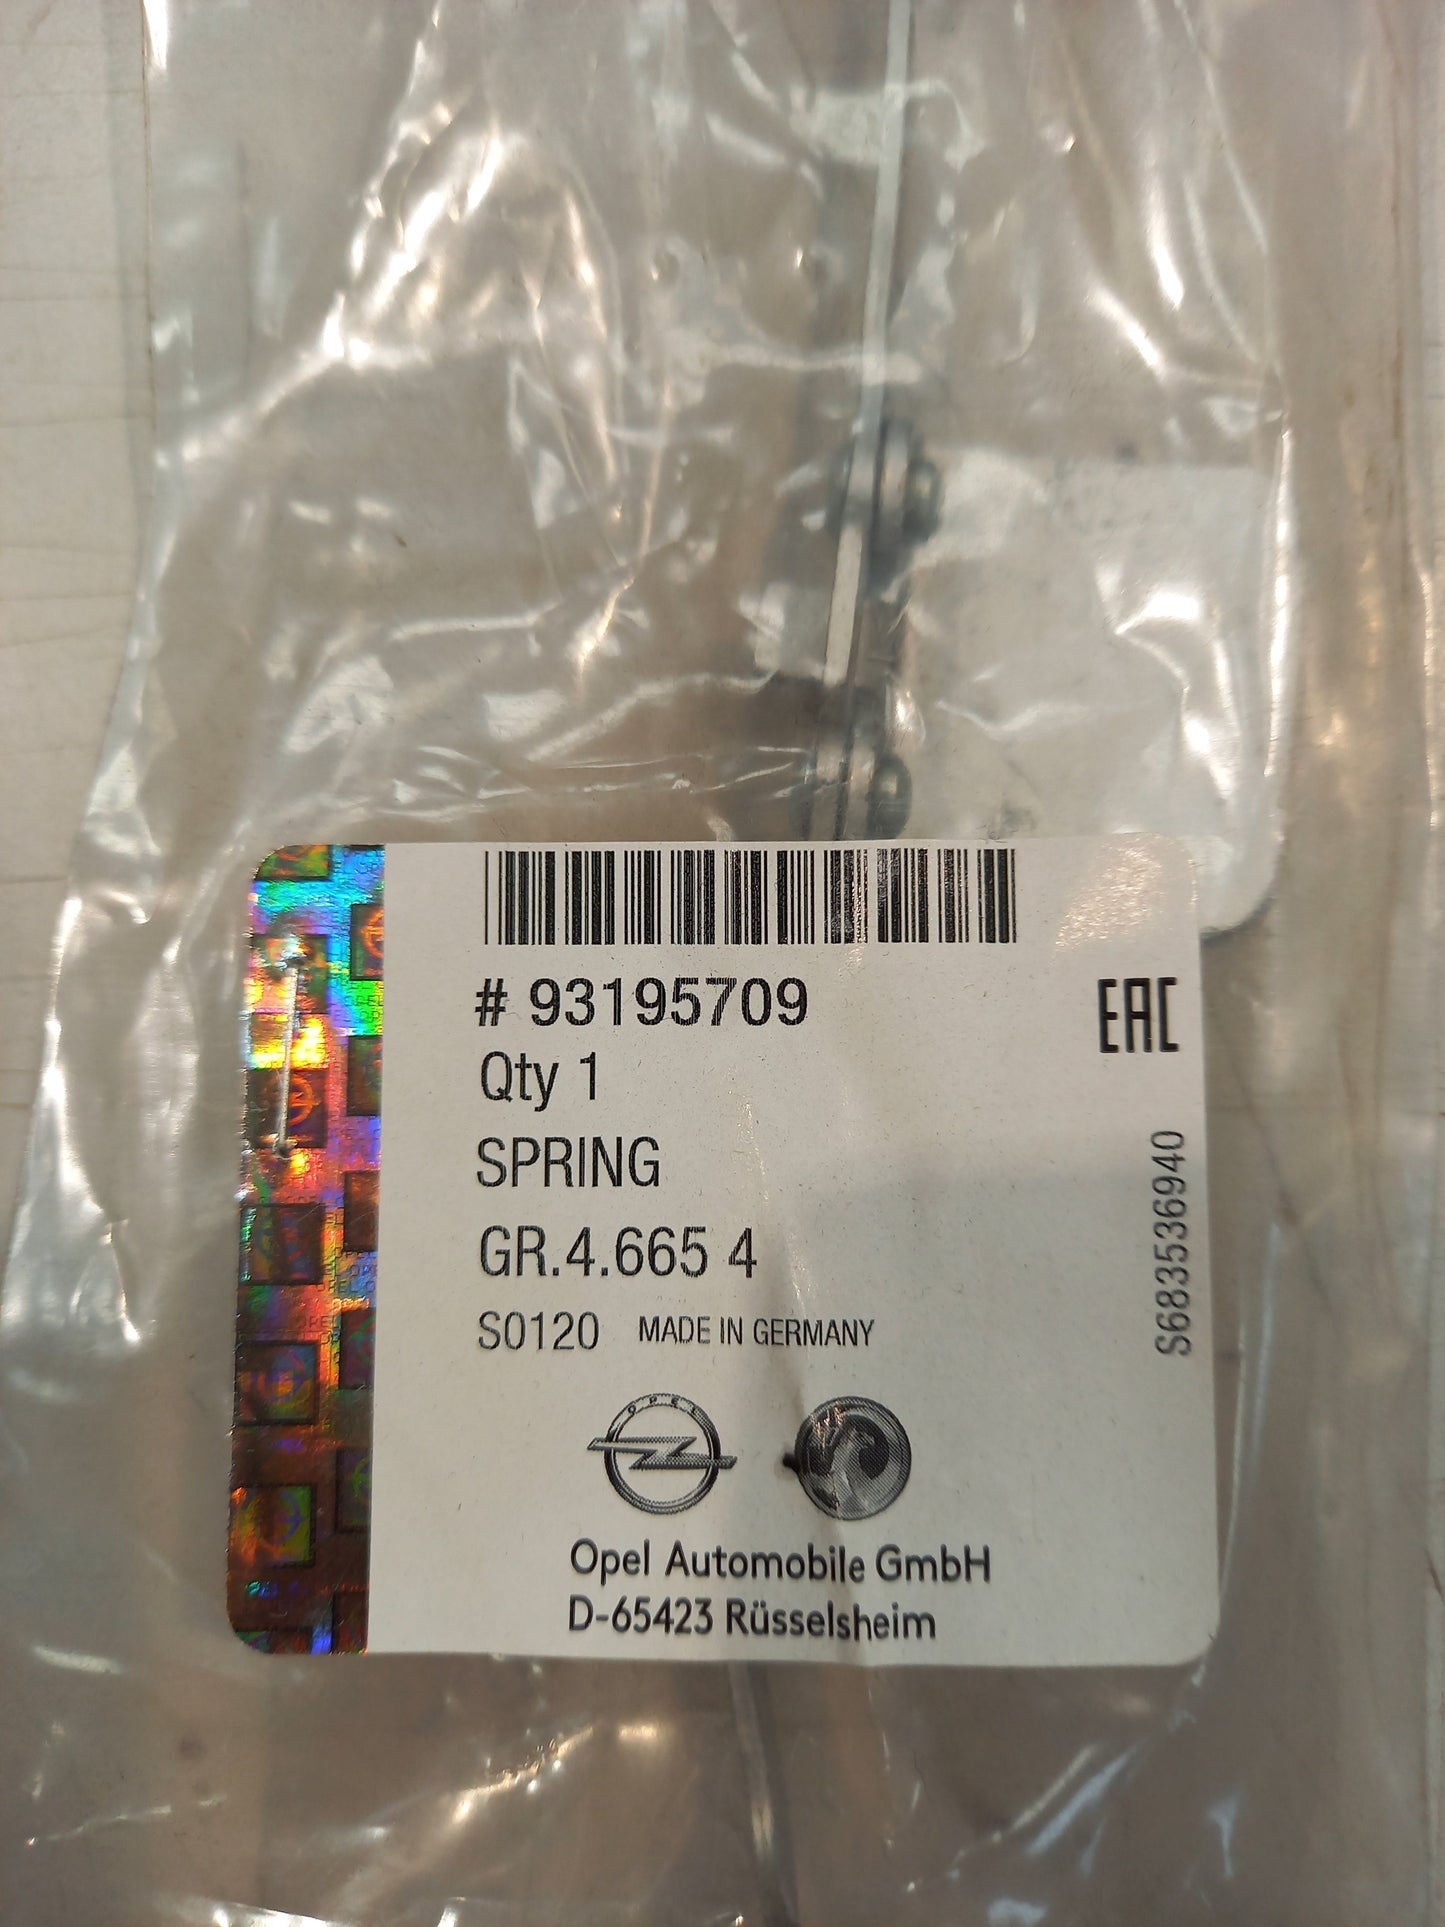 # 93195709
EAC
Qty 1
SPRING
GR.4.665 4
S0120 MADE IN GERMANY
S683536940
OPEL
Opel Automobile GmbH
D-65423 Rüsselsheim